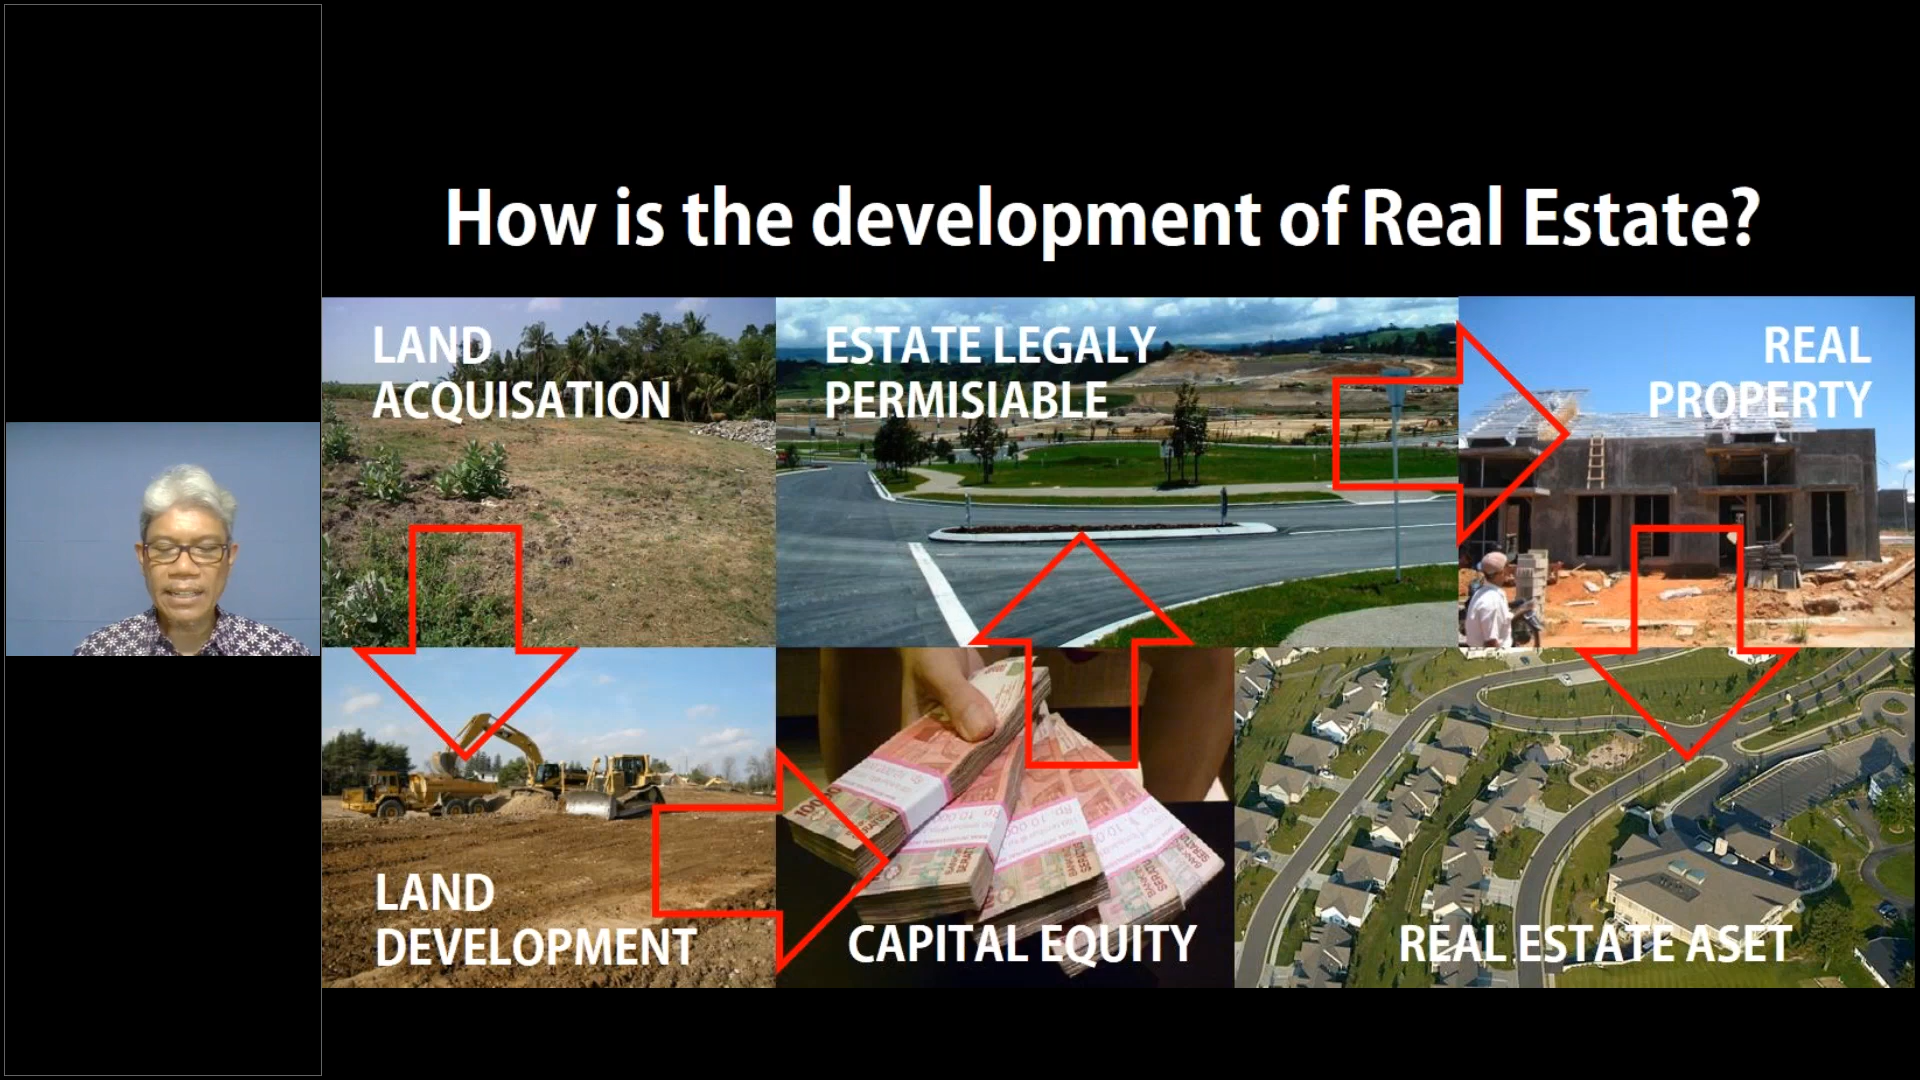 How is the development of Real Estate?
LAND
ACQUISATION
ESTATE LEGALY
PERMISIABLE
REAL
PROPERTY
LAND
DEVELOPMENT
CAPITAL EQUITY
REAL ESTATE ASET